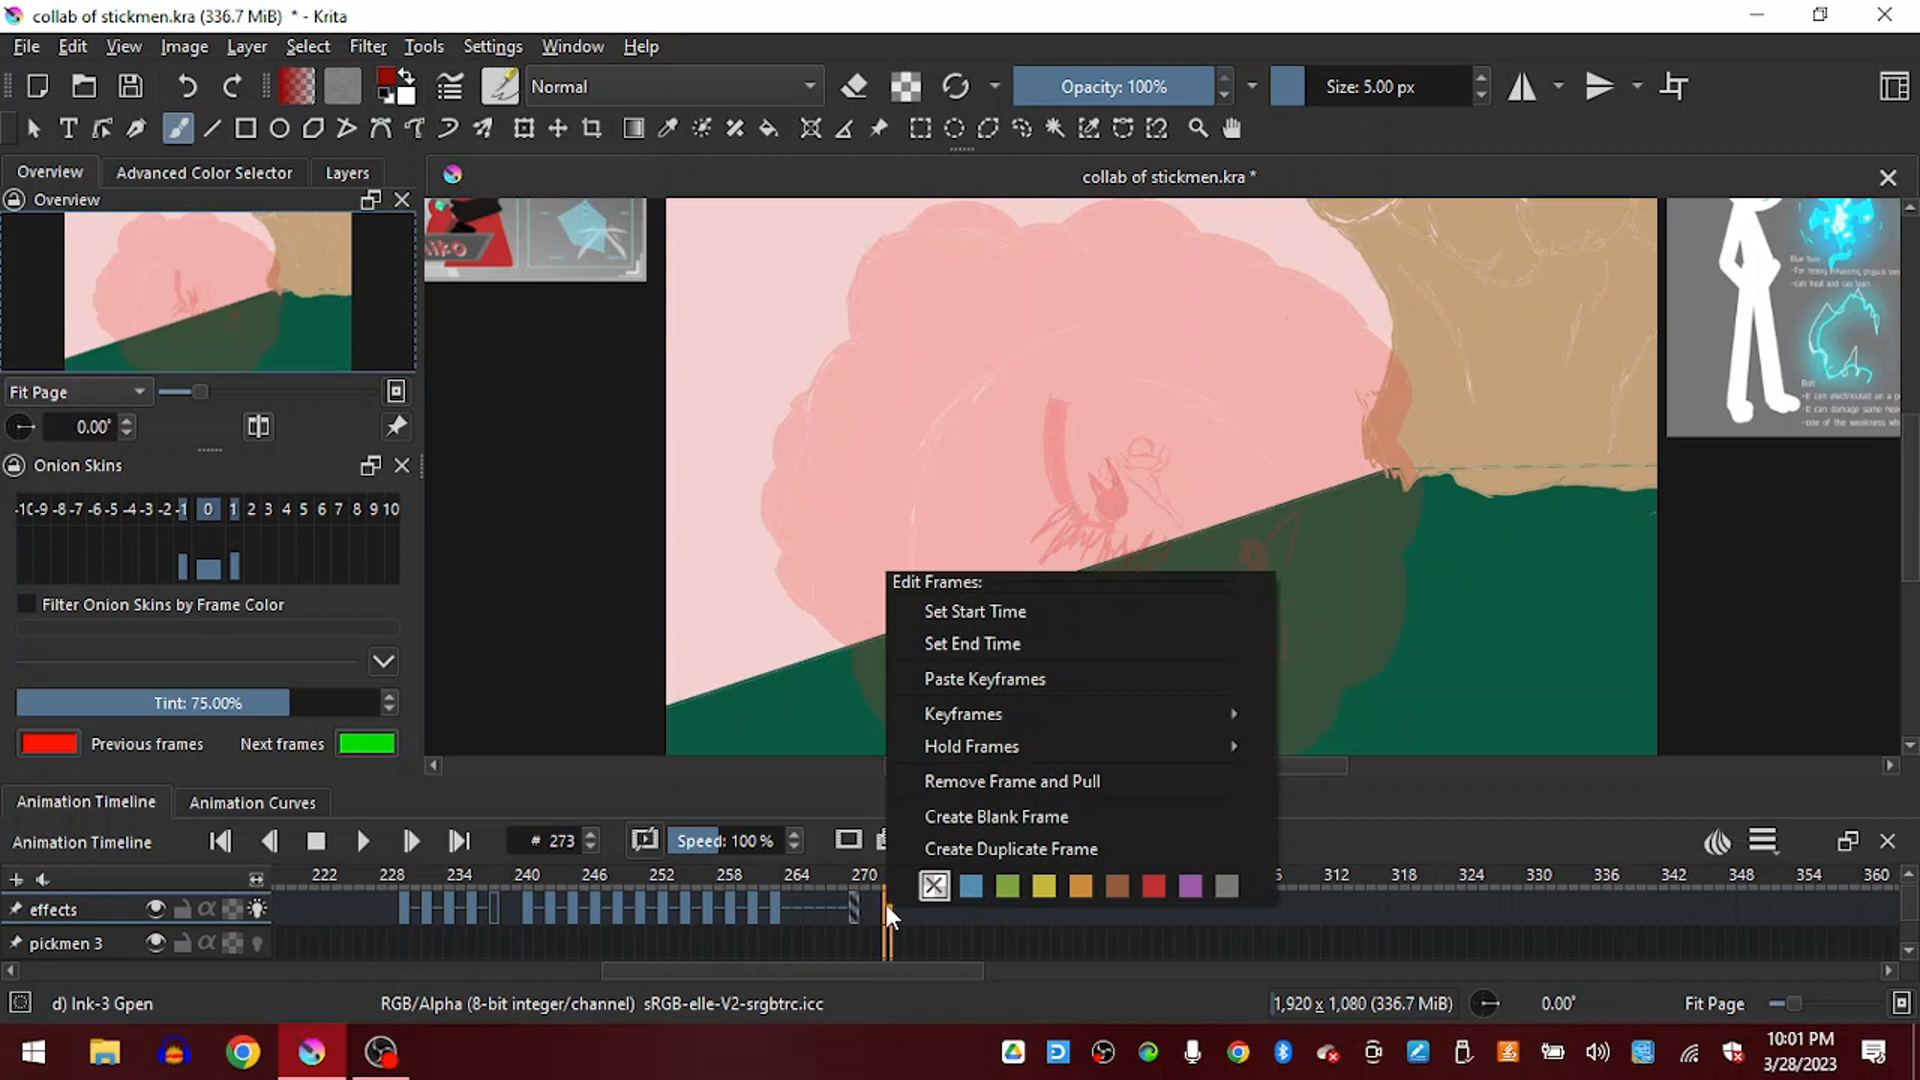 collab of stickmen.kra (336.7 MiB) * - Krita
File Edit View Image Layer Select Filter Tools Settings Window Help
Normal Opacity: 100% Size: 5.00 px
Overview Advanced Color Selector Layers
collab of stickmen.kra *
Overview
Fit Page
0.00°
Onion Skins
-10 -9 -8 -7 -6 -5 -4 -3 -2 -1 0 1 2 3 4 5 6 7 8 9 10
Filter Onion Skins by Frame Color
Tint: 75.00%
Previous frames Next frames
Bolt
Edit Frames:
Set Start Time
Set End Time
Paste Keyframes
Keyframes
Hold Frames
Remove Frame and Pull
Create Blank Frame
Create Duplicate Frame
Animation Timeline Animation Curves
Animation Timeline # 273 Speed: 100 %
222 228 234 240 246 252 258 264 270 312 318 324 330 336 342 348 354 360
effects
pickmen 3
d) Ink-3 Gpen RGB/Alpha (8-bit integer/channel) sRGB-elle-V2-srgbtrc.icc 1,920 x 1,080 (336.7 MiB) 0.00° Fit Page
10:01 PM
3/28/2023